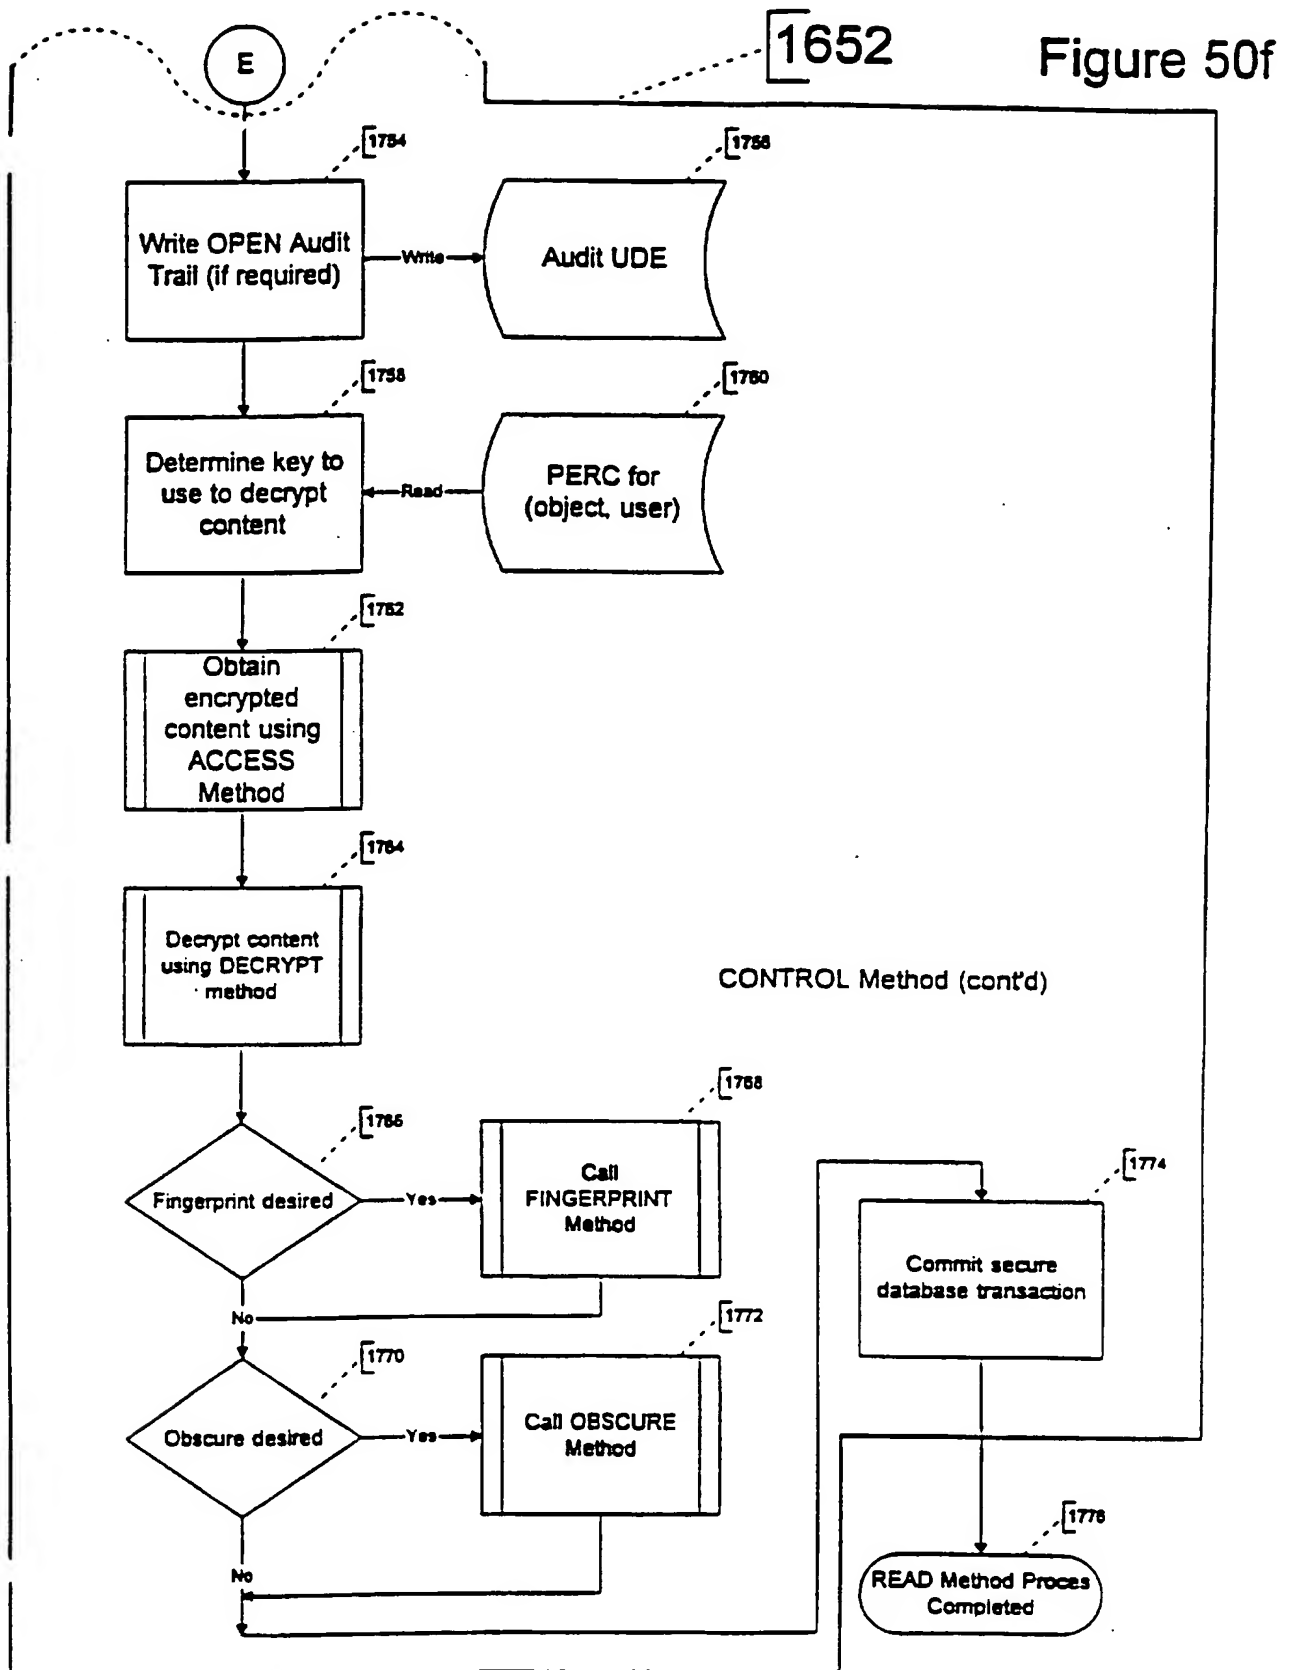 E
1652
Figure 50f
1754
1756
Write OPEN Audit
Trail (if required)
Write
Audit UDE
1758
1760
Determine key to
use to decrypt
content
Read
PERC for
(object, user)
1762
Obtain
encrypted
content using
ACCESS
Method
1764
Decrypt content
using DECRYPT
method
CONTROL Method (cont'd)
1766
1768
Fingerprint desired
Yes
Call
FINGERPRINT
Method
1774
Commit secure
database transaction
No
1770
1772
Obscure desired
Yes
Call OBSCURE
Method
No
1776
READ Method Proces
Completed